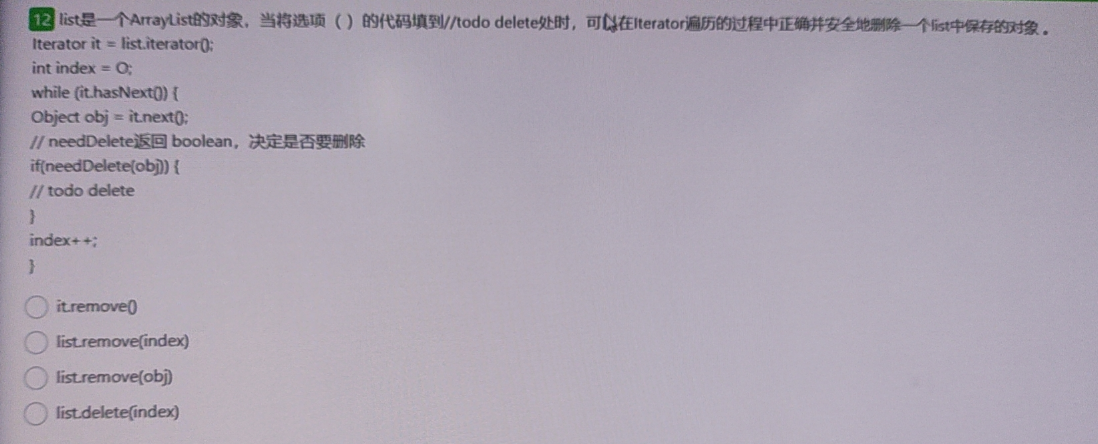 12 list是一个ArrayList的对象，当将选项（ ）的代码填到//todo delete处时，可以在Iterator遍历的过程中正确并安全地删除一个list中保存的对象。
Iterator it = list.iterator();
int index = 0;
while (it.hasNext()) {
Object obj = it.next();
// needDelete返回 boolean，决定是否要删除
if(needDelete(obj)) {
// todo delete
}
index++;
}
it.remove()
list.remove(index)
list.remove(obj)
list.delete(index)